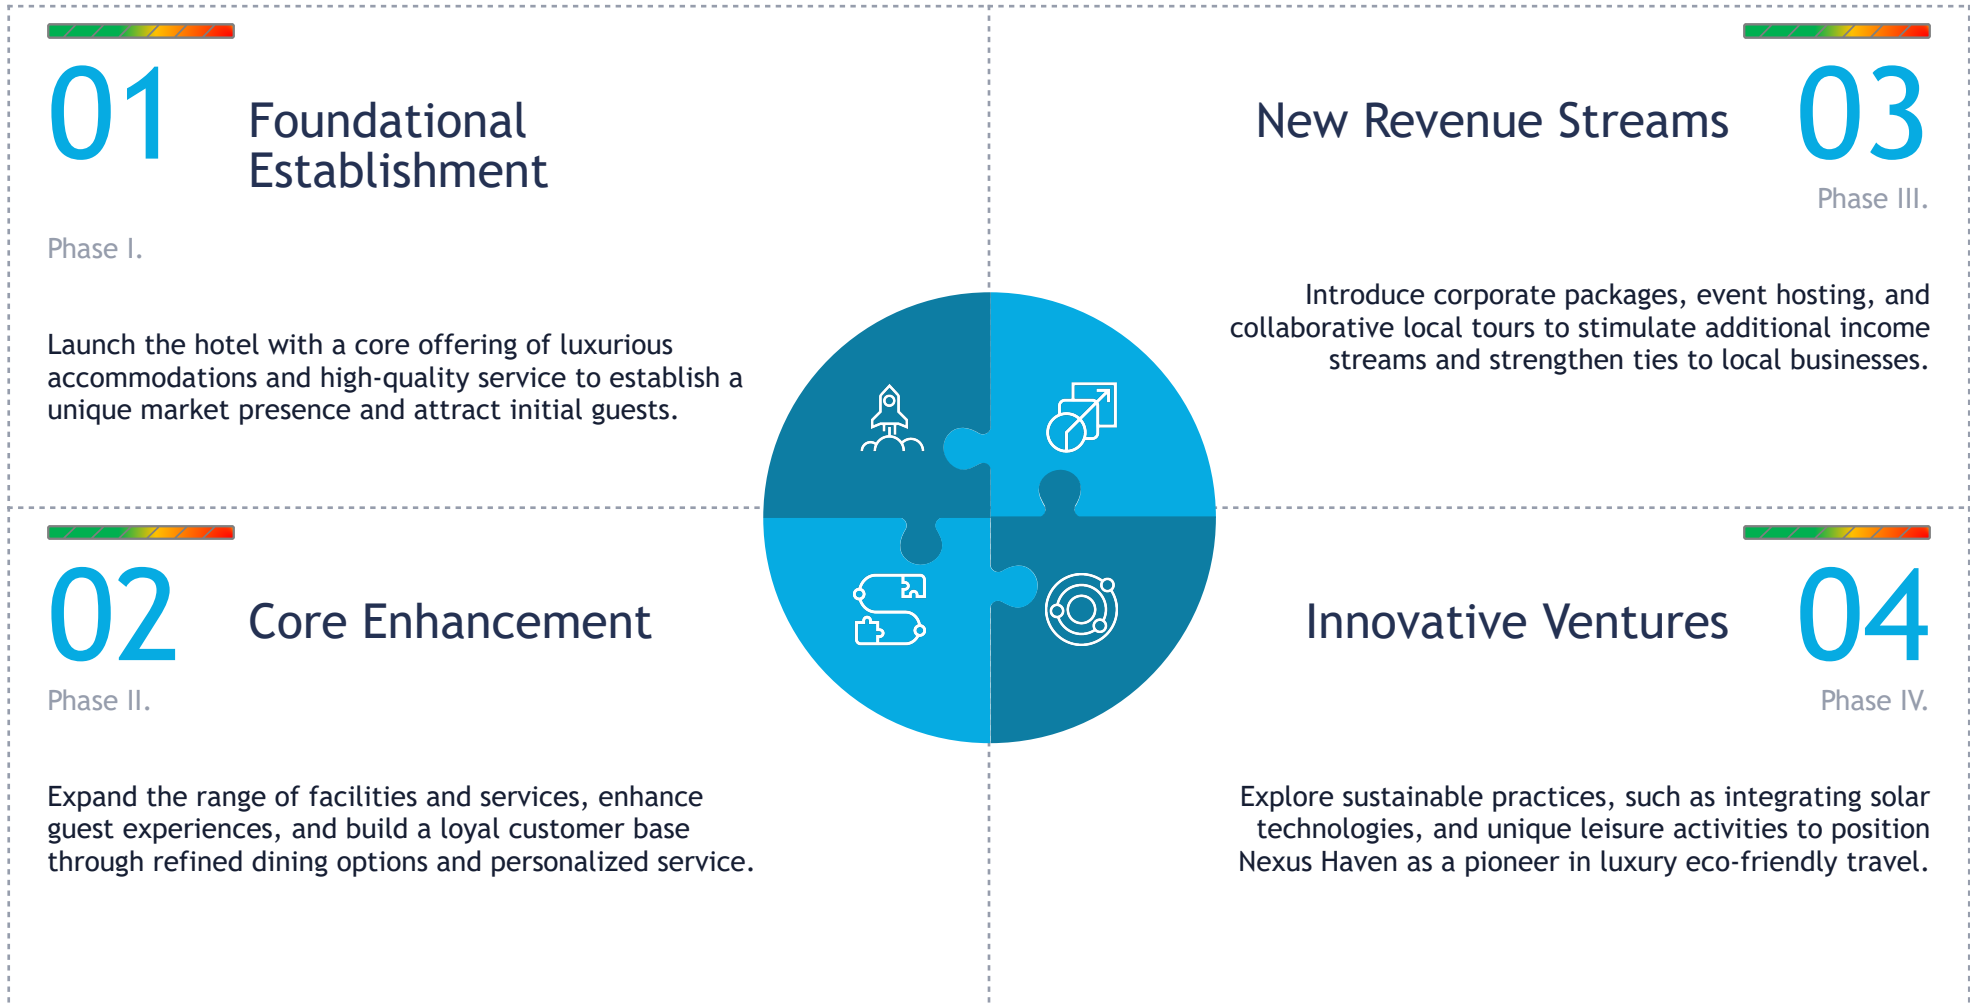 01
Foundational
Establishment
Phase I.
Launch the hotel with a core offering of luxurious
accommodations and high-quality service to establish a
unique market presence and attract initial guests.
02
Core Enhancement
Phase II.
Expand the range of facilities and services, enhance
guest experiences, and build a loyal customer base
through refined dining options and personalized service.
New Revenue Streams
03
Phase III.
Introduce corporate packages, event hosting, and
collaborative local tours to stimulate additional income
streams and strengthen ties to local businesses.
Innovative Ventures
04
Phase IV.
Explore sustainable practices, such as integrating solar
technologies, and unique leisure activities to position
Nexus Haven as a pioneer in luxury eco-friendly travel.